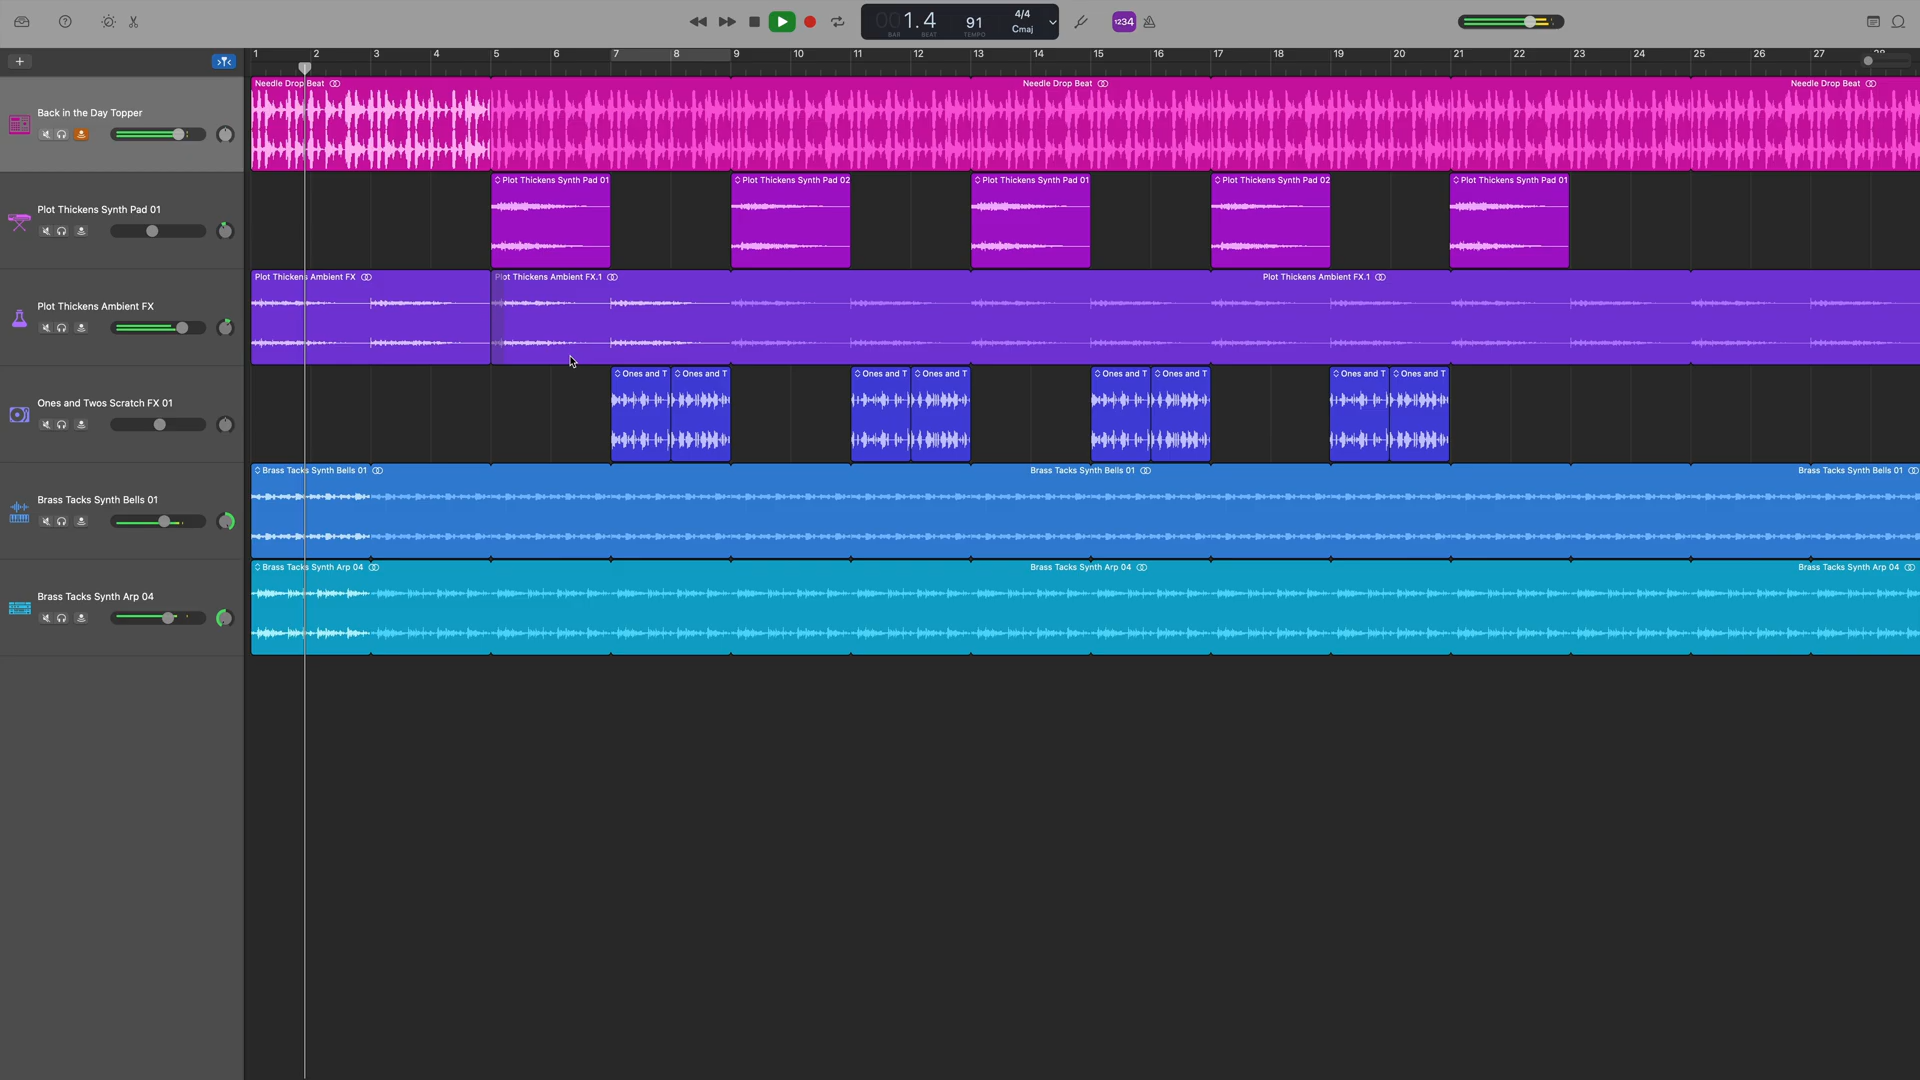 001.4 91 4/4
BAR BEAT TEMPO Cmaj
1234
1 2 3 4 5 6 7 8 9 10 11 12 13 14 15 16 17 18 19 20 21 22 23 24 25 26 27 28
Back in the Day Topper
Needle Drop Beat Needle Drop Beat Needle Drop Beat
Plot Thickens Synth Pad 01
Plot Thickens Synth Pad 01 Plot Thickens Synth Pad 02 Plot Thickens Synth Pad 01 Plot Thickens Synth Pad 02 Plot Thickens Synth Pad 01
Plot Thickens Ambient FX
Plot Thickens Ambient FX Plot Thickens Ambient FX.1 Plot Thickens Ambient FX.1
Ones and Twos Scratch FX 01
Ones and T Ones and T Ones and T Ones and T Ones and T Ones and T Ones and T Ones and T
Brass Tacks Synth Bells 01
Brass Tacks Synth Bells 01 Brass Tacks Synth Bells 01 Brass Tacks Synth Bells 01
Brass Tacks Synth Arp 04
Brass Tacks Synth Arp 04 Brass Tacks Synth Arp 04 Brass Tacks Synth Arp 04